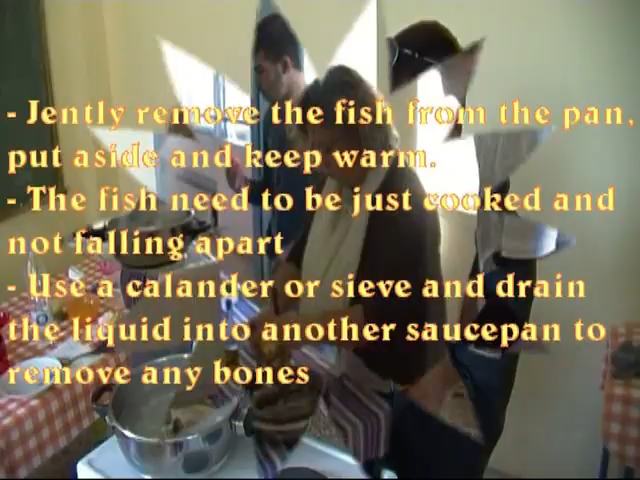 - Jently remove the fish from the pan,
put aside and keep warm.
- The fish need to be just cooked and
not falling apart
- Use a calander or sieve and drain
the liquid into another saucepan to
remove any bones